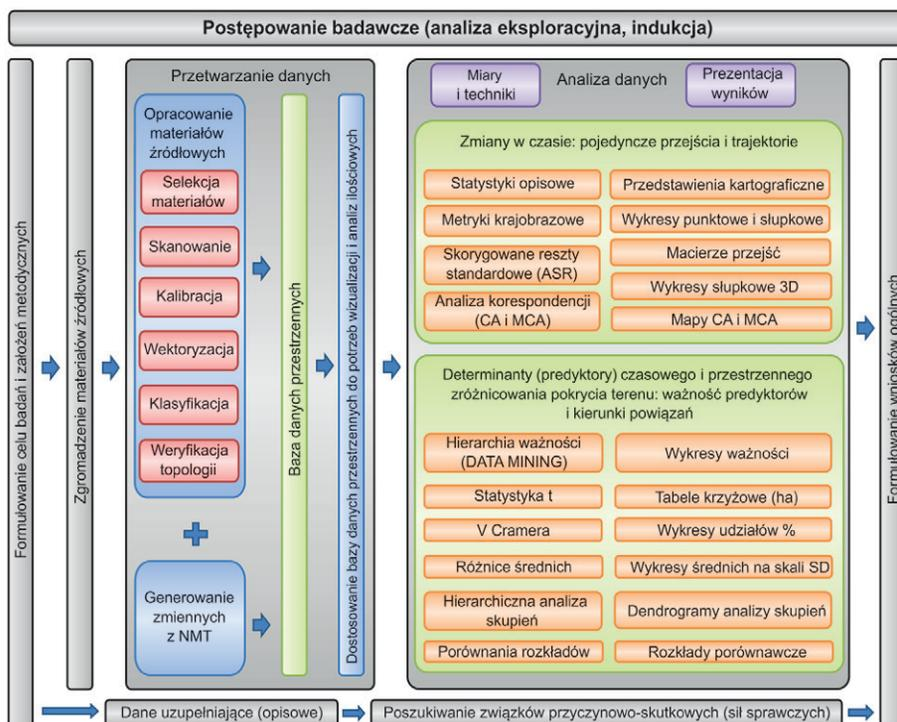 Postępowanie badawcze (analiza eksploracyjna, indukcja)
Formułowanie celu badań i założeń metodycznych
Zgromadzenie materiałów źródłowych
Przetwarzanie danych
Opracowanie
materiałów
źródłowych
Selekcja
materiałów
Skanowanie
Kalibracja
Wektoryzacja
Klasyfikacja
Weryfikacja
topologii
Generowanie
zmiennych
z NMT
Baza danych przestrzennych
Dostosowanie bazy danych przestrzennych do potrzeb wizualizacji i analiz ilościowych
Miary
i techniki
Analiza danych
Prezentacja
wyników
Zmiany w czasie: pojedyncze przejścia i trajektorie
Statystyki opisowe
Przedstawienia kartograficzne
Metryki krajobrazowe
Wykresy punktowe i słupkowe
Skorygowane reszty
standardowe (ASR)
Macierze przejść
Wykresy słupkowe 3D
Analiza korespondencji
(CA i MCA)
Mapy CA i MCA
Determinanty (predyktory) czasowego i przestrzennego
zróżnicowania pokrycia terenu: ważność predyktorów
i kierunki powiązań
Hierarchia ważności
(DATA MINING)
Wykresy ważności
Statystyka t
Tabele krzyżowe (ha)
V Cramera
Wykresy udziałów %
Różnice średnich
Wykresy średnich na skali SD
Hierarchiczna analiza
skupień
Dendrogramy analizy skupień
Porównania rozkładów
Rozkłady porównawcze
Formułowanie wniosków ogólnych
Dane uzupełniające (opisowe)
Poszukiwanie związków przyczynowo-skutkowych (sił sprawczych)